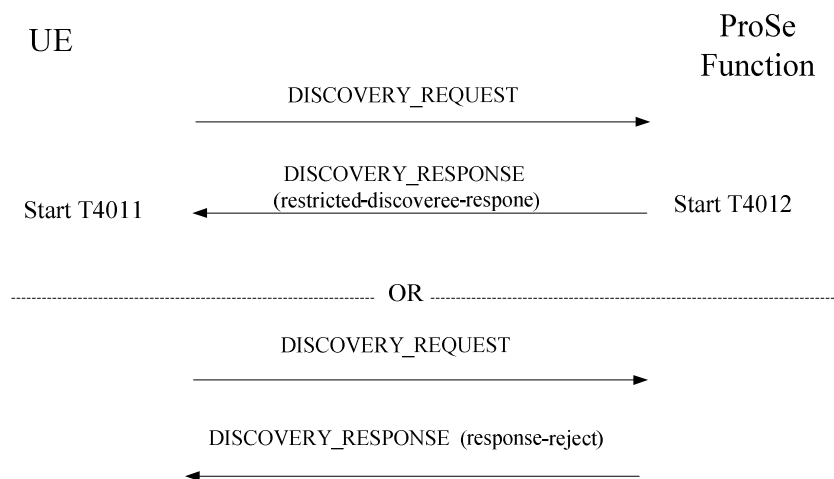 UE
ProSe
Function
DISCOVERY_REQUEST
DISCOVERY_RESPONSE
(restricted-discoveree-respone)
Start T4011
Start T4012
OR
DISCOVERY_REQUEST
DISCOVERY_RESPONSE (response-reject)